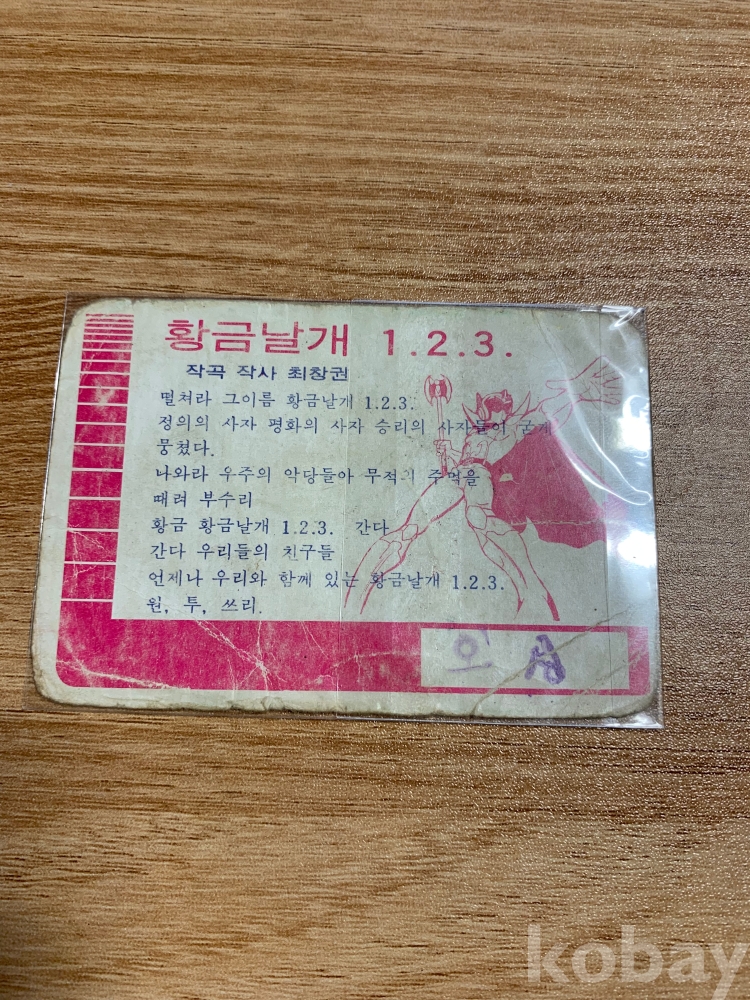 황금날개 1.2.3.
작곡 작사 최창권
떨쳐라 그이름 황금날개 1.2.3.
정의의 사자 평화의 사자 승리의 사자들이 굳게
뭉쳤다.
나와라 우주의 악당들아 무적의 주먹을
때려 부수리
황금 황금날개 1.2.3. 간다
간다 우리들의 친구들
언제나 우리와 함께 있는 황금날개 1.2.3.
원, 투, 쓰리.
kobay